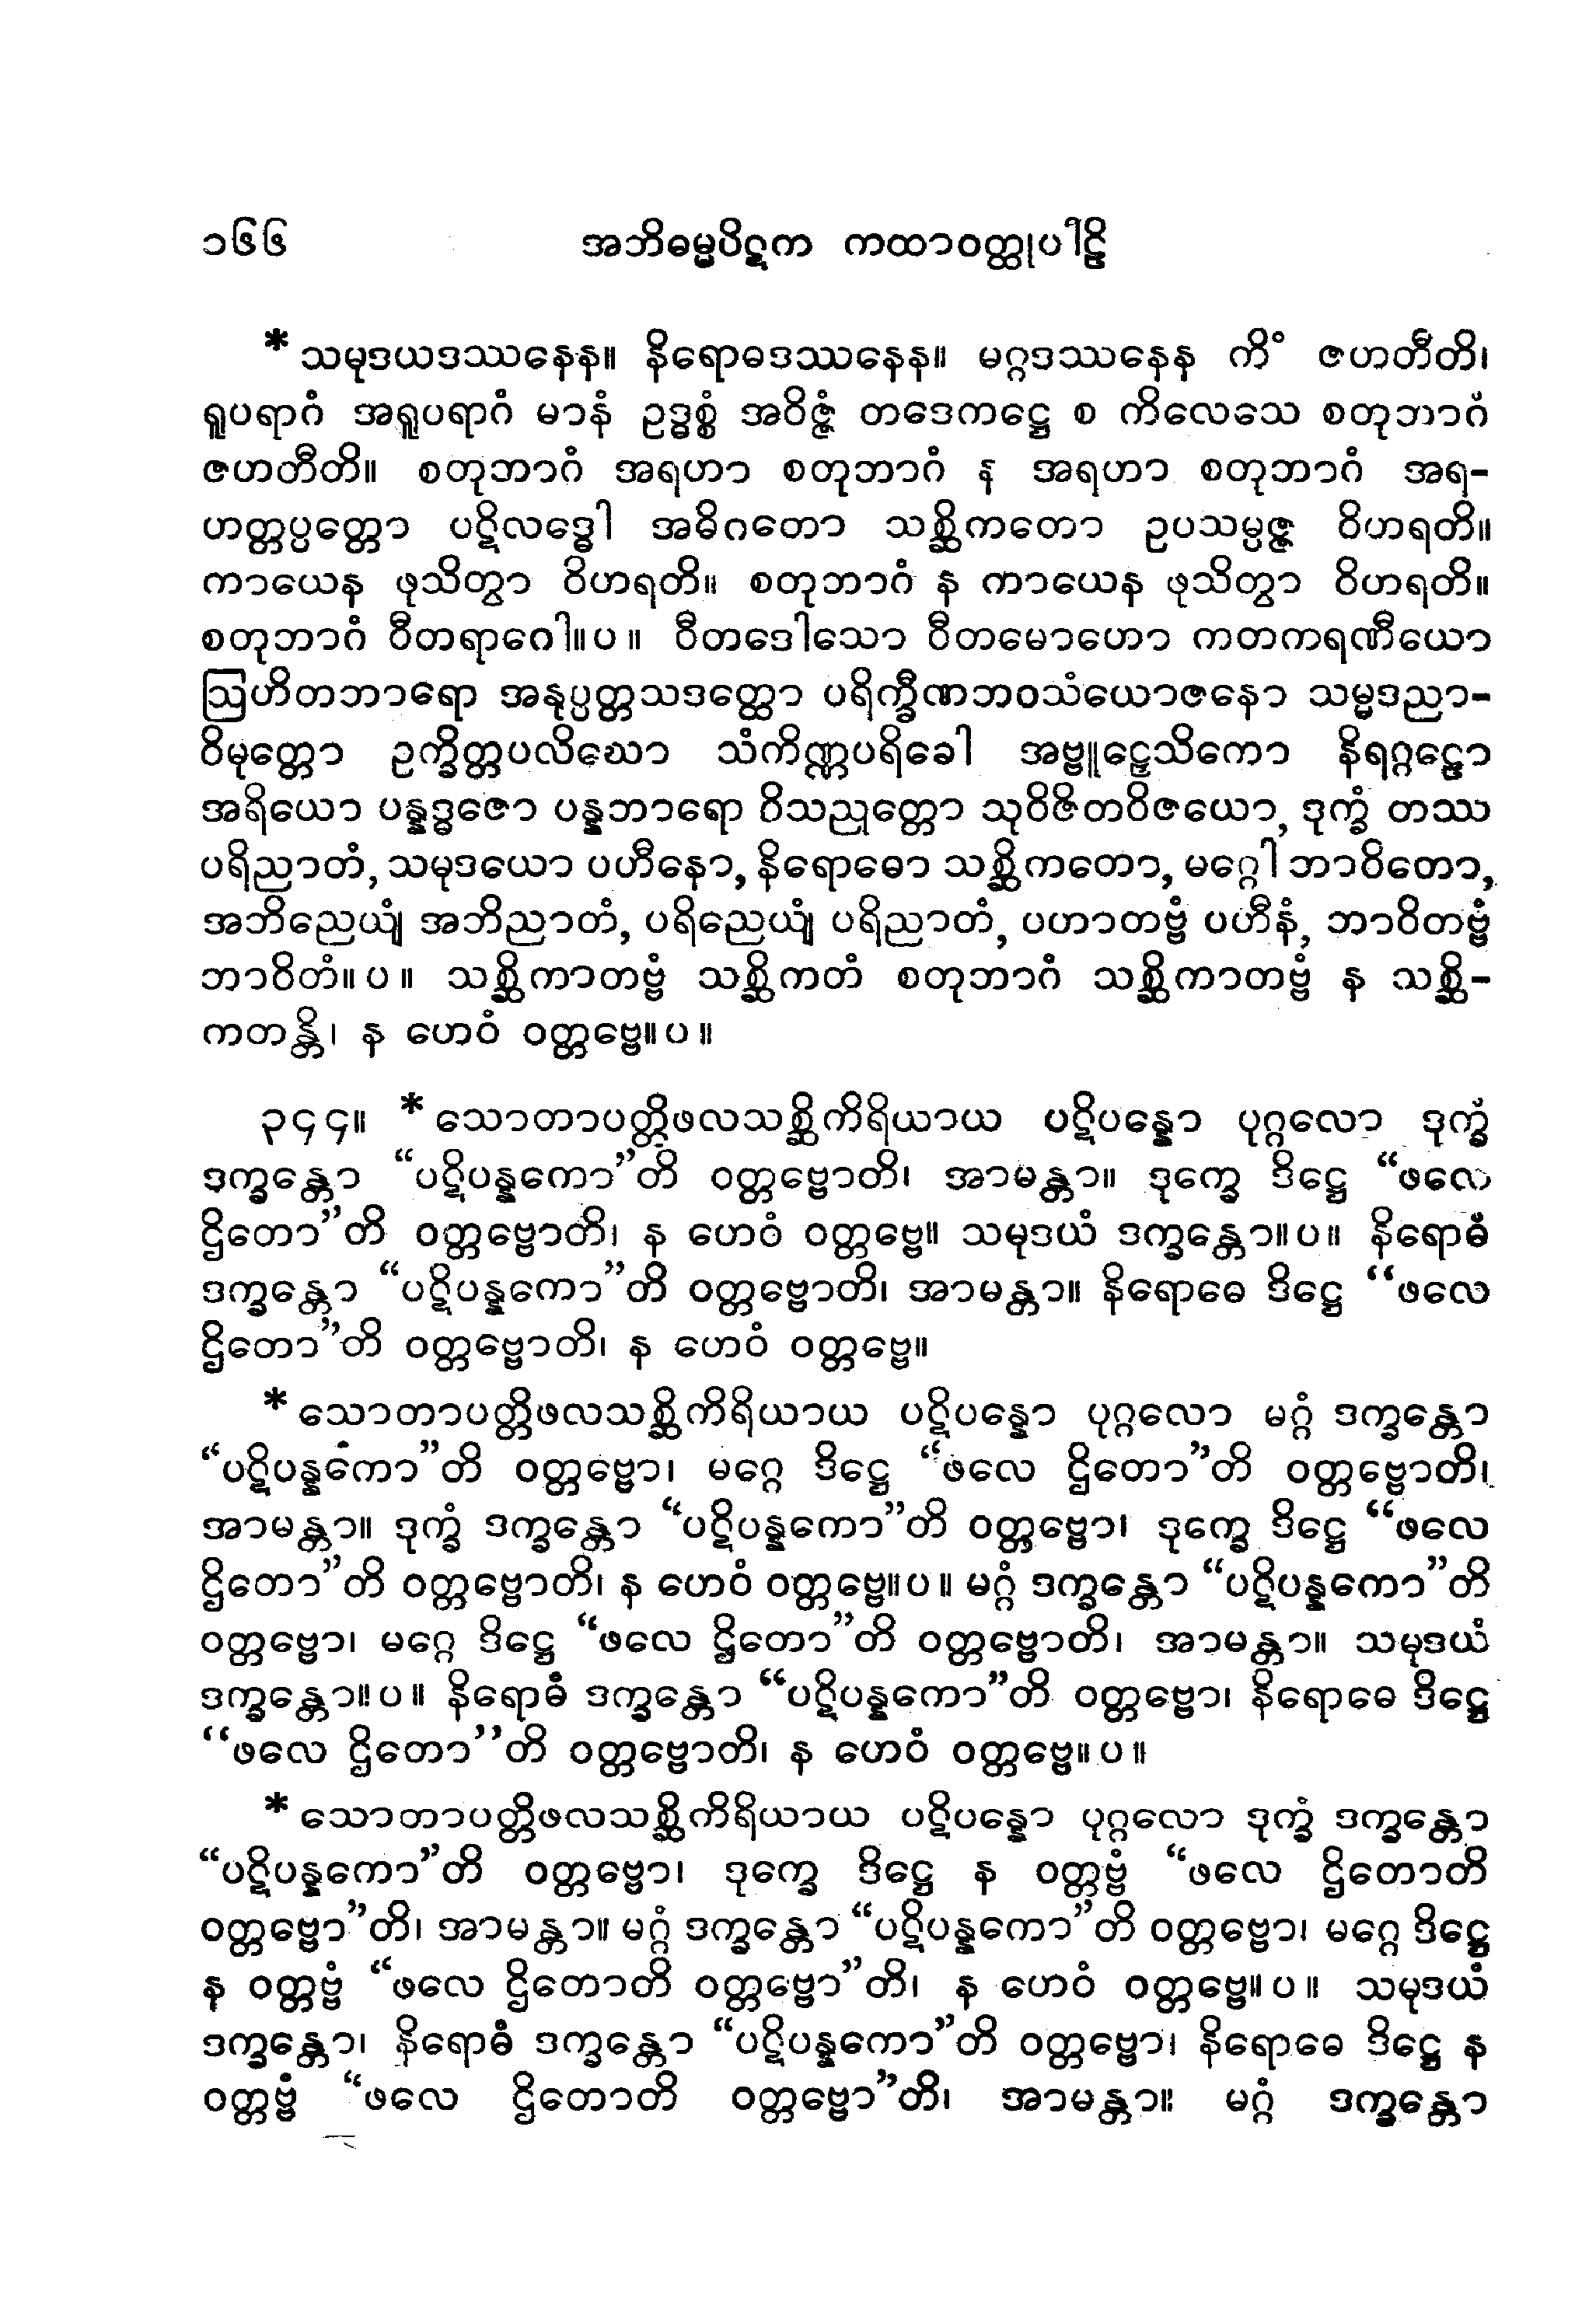 ၁၆၆ အဘိဓမ္မပိဋက ကထာဝတ္ထုပါဠိ
* သမုဒယဒဿနေန။ နိရောဓဒဿနေန။ မဂ္ဂဒဿနေန ကိံ ဇဟတီတိ၊
ရူပရာဂံ အရူပရာဂံ မာနံ ဥဒ္ဓစ္စံ အဝိဇ္ဇံ တဒေကဋ္ဌေ စ ကိလေသေ စတုဘာဂံ
ဇဟတီတိ။ စတုဘာဂံ အရဟာ စတုဘာဂံ န အရဟာ စတုဘာဂံ အရ-
ဟတ္တပ္ပတ္တော ပဋိလဒ္ဓေါ အဓိဂတော သစ္ဆိကတော ဥပသမ္ပဇ္ဇ ဝိဟရတိ။
ကာယေန ဖုသိတွာ ဝိဟရတိ။ စတုဘာဂံ န ကာယေန ဖုသိတွာ ဝိဟရတိ။
စတုဘာဂံ ဝီတရာဂေါ။ပ။ ဝီတဒေါသော ဝီတမောဟော ကတကရဏီယော
ဩဟိတဘာရော အနုပ္ပတ္တသဒတ္ထော ပရိက္ခီဏဘဝသံယောဇနော သမ္မဒညာ-
ဝိမုတ္တော ဥက္ခိတ္တပလိဃော သံကိဏ္ဏပရိခေါ အဗ္ဗူဠှေသိကော နိရဂ္ဂဠော
အရိယော ပန္နဒ္ဓဇော ပန္နဘာရော ဝိသညုတ္တော သုဝိဇိတဝိဇယော, ဒုက္ခံ တဿ
ပရိညာတံ, သမုဒယော ပဟီနော, နိရောဓော သစ္ဆိကတော, မဂ္ဂေါ ဘာဝိတော,
အဘိညေယျံ အဘိညာတံ, ပရိညေယျံ ပရိညာတံ, ပဟာတဗ္ဗံ ပဟီနံ, ဘာဝိတဗ္ဗံ
ဘာဝိတံ။ပ။ သစ္ဆိကာတဗ္ဗံ သစ္ဆိကတံ စတုဘာဂံ သစ္ဆိကာတဗ္ဗံ န သစ္ဆိ-
ကတန္တိ၊ န ဟေဝံ ဝတ္တဗ္ဗေ။ပ။
၃၄၄။ * သောတာပတ္တိဖလသစ္ဆိကိရိယာယ ပဋိပန္နော ပုဂ္ဂလော ဒုက္ခံ
ဒက္ခန္တော “ပဋိပန္နကော”တိ ဝတ္တဗ္ဗောတိ၊ အာမန္တာ။ ဒုက္ခေ ဒိဋ္ဌေ “ဖလေ
ဌိတော”တိ ဝတ္တဗ္ဗောတိ၊ န ဟေဝံ ဝတ္တဗ္ဗေ။ သမုဒယံ ဒက္ခန္တော။ပ။ နိရောဓံ
ဒက္ခန္တော “ပဋိပန္နကော”တိ ဝတ္တဗ္ဗောတိ၊ အာမန္တာ။ နိရောဓေ ဒိဋ္ဌေ “ဖလေ
ဌိတော”တိ ဝတ္တဗ္ဗောတိ၊ န ဟေဝံ ဝတ္တဗ္ဗေ။
* သောတာပတ္တိဖလသစ္ဆိကိရိယာယ ပဋိပန္နော ပုဂ္ဂလော မဂ္ဂံ ဒက္ခန္တော
“ပဋိပန္နကော”တိ ဝတ္တဗ္ဗော၊ မဂ္ဂေ ဒိဋ္ဌေ “ဖလေ ဌိတော”တိ ဝတ္တဗ္ဗောတိ၊
အာမန္တာ။ ဒုက္ခံ ဒက္ခန္တော “ပဋိပန္နကော”တိ ဝတ္တဗ္ဗော၊ ဒုက္ခေ ဒိဋ္ဌေ “ဖလေ
ဌိတော”တိ ဝတ္တဗ္ဗောတိ၊ န ဟေဝံ ဝတ္တဗ္ဗေ။ပ။ မဂ္ဂံ ဒက္ခန္တော “ပဋိပန္နကော”တိ
ဝတ္တဗ္ဗော၊ မဂ္ဂေ ဒိဋ္ဌေ “ဖလေ ဌိတော”တိ ဝတ္တဗ္ဗောတိ၊ အာမန္တာ။ သမုဒယံ
ဒက္ခန္တော။ပ။ နိရောဓံ ဒက္ခန္တော “ပဋိပန္နကော”တိ ဝတ္တဗ္ဗော၊ နိရောဓေ ဒိဋ္ဌေ
“ဖလေ ဌိတော”တိ ဝတ္တဗ္ဗောတိ၊ န ဟေဝံ ဝတ္တဗ္ဗေ။ပ။
* သောတာပတ္တိဖလသစ္ဆိကိရိယာယ ပဋိပန္နော ပုဂ္ဂလော ဒုက္ခံ ဒက္ခန္တော
“ပဋိပန္နကော”တိ ဝတ္တဗ္ဗော၊ ဒုက္ခေ ဒိဋ္ဌေ န ဝတ္တဗ္ဗံ “ဖလေ ဌိတောတိ
ဝတ္တဗ္ဗော”တိ၊ အာမန္တာ။ မဂ္ဂံ ဒက္ခန္တော “ပဋိပန္နကော”တိ ဝတ္တဗ္ဗော၊ မဂ္ဂေ ဒိဋ္ဌေ
န ဝတ္တဗ္ဗံ “ဖလေ ဌိတောတိ ဝတ္တဗ္ဗော”တိ၊ န ဟေဝံ ဝတ္တဗ္ဗေ။ပ။ သမုဒယံ
ဒက္ခန္တော၊ နိရောဓံ ဒက္ခန္တော “ပဋိပန္နကော”တိ ဝတ္တဗ္ဗော၊ နိရောဓေ ဒိဋ္ဌေ န
ဝတ္တဗ္ဗံ “ဖလေ ဌိတောတိ ဝတ္တဗ္ဗော”တိ၊ အာမန္တာ။ မဂ္ဂံ ဒက္ခန္တော